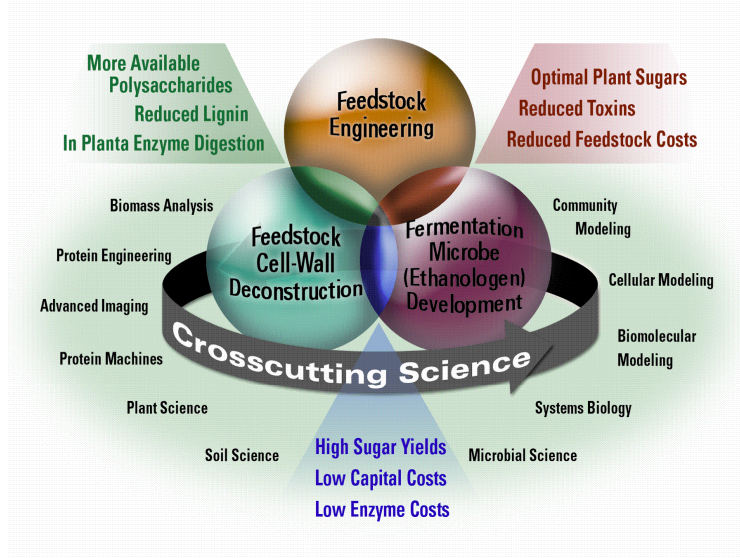 More Available
Polysaccharides
Reduced Lignin
In Planta Enzyme Digestion
Feedstock
Engineering
Optimal Plant Sugars
Reduced Toxins
Reduced Feedstock Costs
Feedstock
Cell-Wall
Deconstruction
Fermentation
Microbe
(Ethanologen)
Development
Biomass Analysis
Protein Engineering
Advanced Imaging
Protein Machines
Plant Science
Soil Science
Community
Modeling
Cellular Modeling
Biomolecular
Modeling
Systems Biology
Microbial Science
Crosscutting Science
High Sugar Yields
Low Capital Costs
Low Enzyme Costs